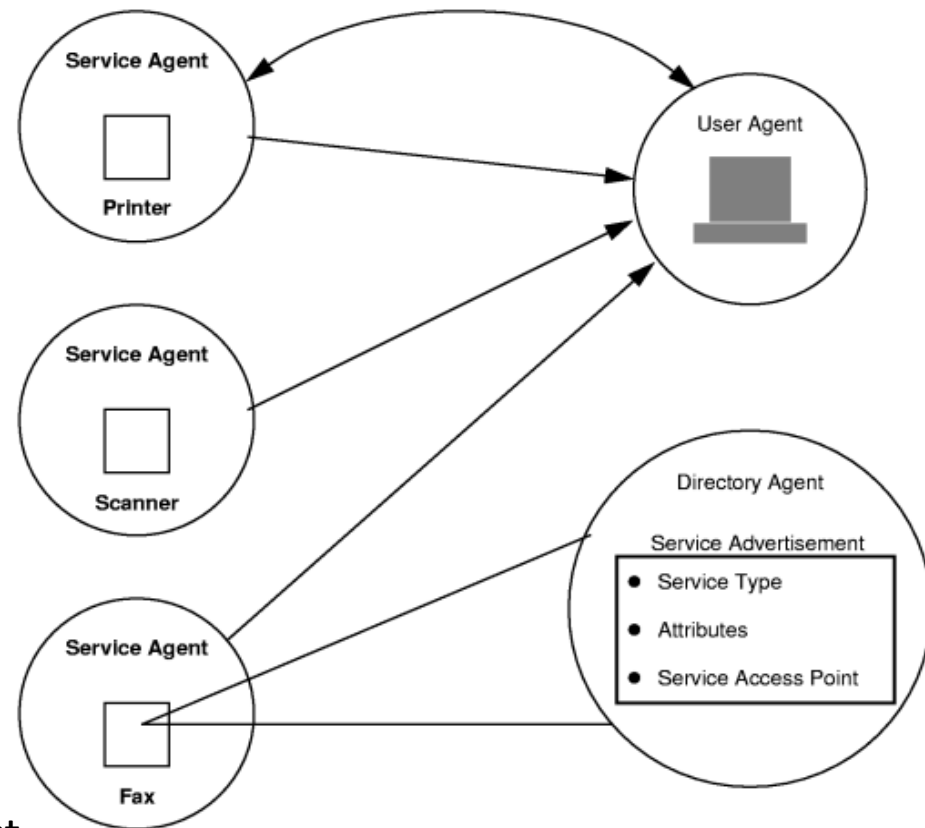 Service Agent
Printer
User Agent
Service Agent
Scanner
Directory Agent
Service Advertisement
Service Type
Attributes
Service Access Point
Service Agent
Fax